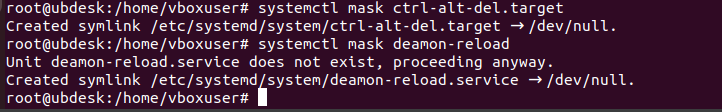 root@ubdesk:/home/vboxuser# systemctl mask ctrl-alt-del.target
Created symlink /etc/systemd/system/ctrl-alt-del.target → /dev/null.
root@ubdesk:/home/vboxuser# systemctl mask deamon-reload
Unit deamon-reload.service does not exist, proceeding anyway.
Created symlink /etc/systemd/system/deamon-reload.service → /dev/null.
root@ubdesk:/home/vboxuser#